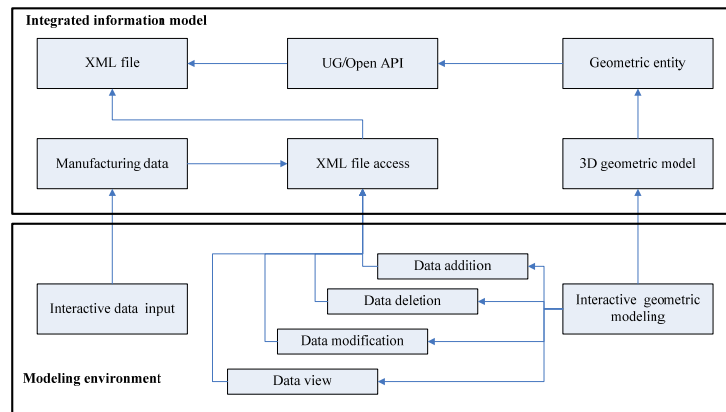 Integrated information model
XML file
UG/Open API
Geometric entity
Manufacturing data
XML file access
3D geometric model
Data addition
Interactive data input
Data deletion
Interactive geometric
modeling
Data modification
Modeling environment
Data view